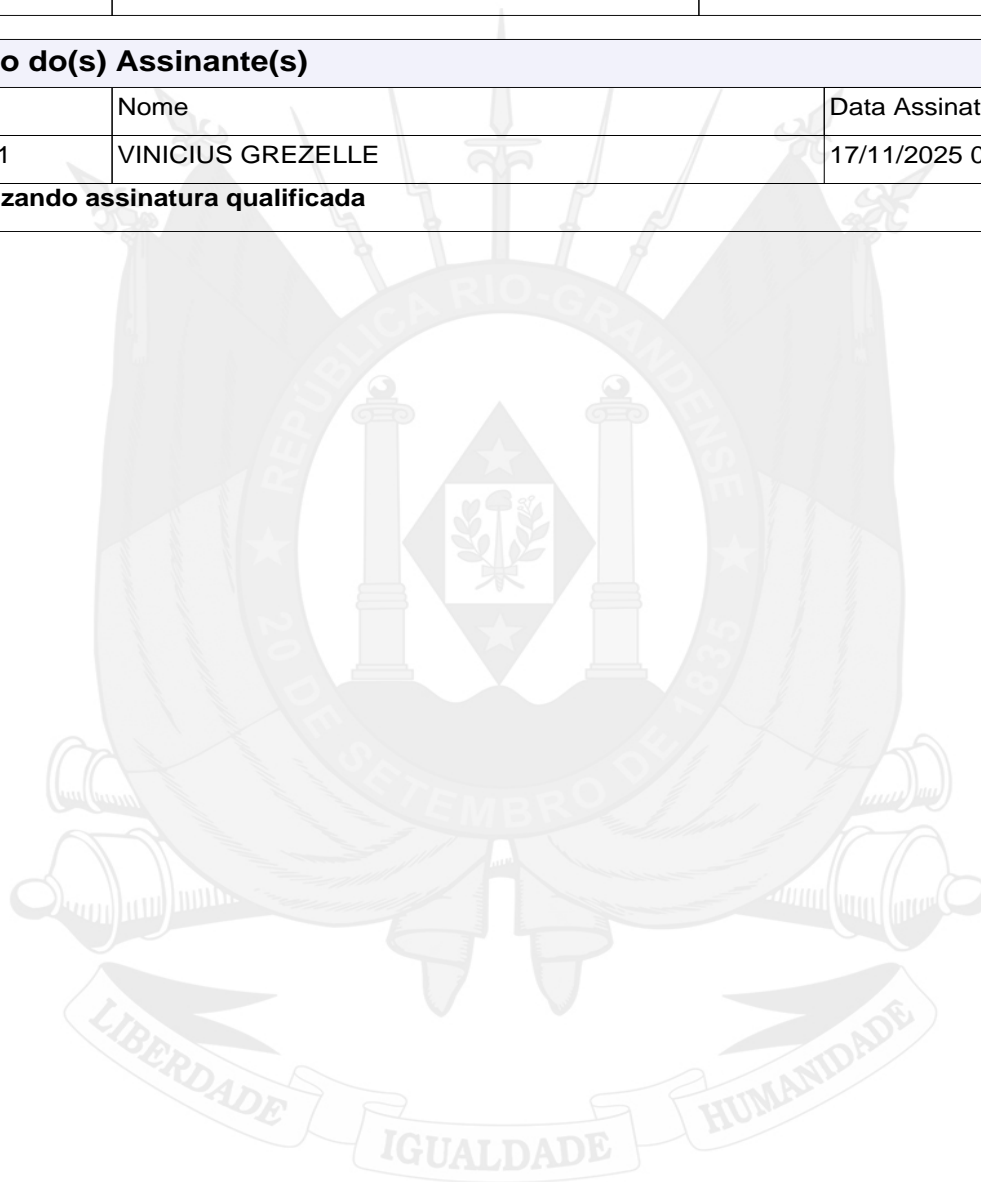 o do(s) Assinante(s)
Nome Data Assinat
1 VINICIUS GREZELLE 17/11/2025 0
zando assinatura qualificada
REPÚBLICA RIO-GRANDENSE
20 DE SETEMBRO DE 1835
LIBERDADE IGUALDADE HUMANIDADE